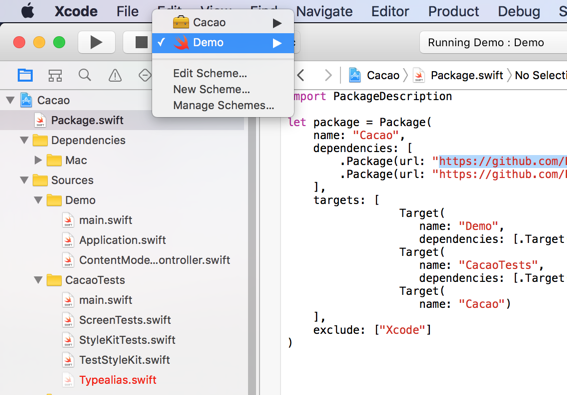 Xcode File Edit View Find Navigate Editor Product Debug
Cacao
Demo
Edit Scheme...
New Scheme...
Manage Schemes...
Running Demo : Demo
Cacao
Package.swift
Dependencies
Mac
Sources
Demo
main.swift
Application.swift
ContentMode...ontroller.swift
CacaoTests
main.swift
ScreenTests.swift
StyleKitTests.swift
TestStyleKit.swift
Typealias.swift
Cacao Package.swift No Selecti
import PackageDescription
let package = Package(
name: "Cacao",
dependencies: [
.Package(url: "https://github.com/
.Package(url: "https://github.com/
],
targets: [
Target(
name: "Demo",
dependencies: [.Target
Target(
name: "CacaoTests",
dependencies: [.Target
Target(
name: "Cacao")
],
exclude: ["Xcode"]
)